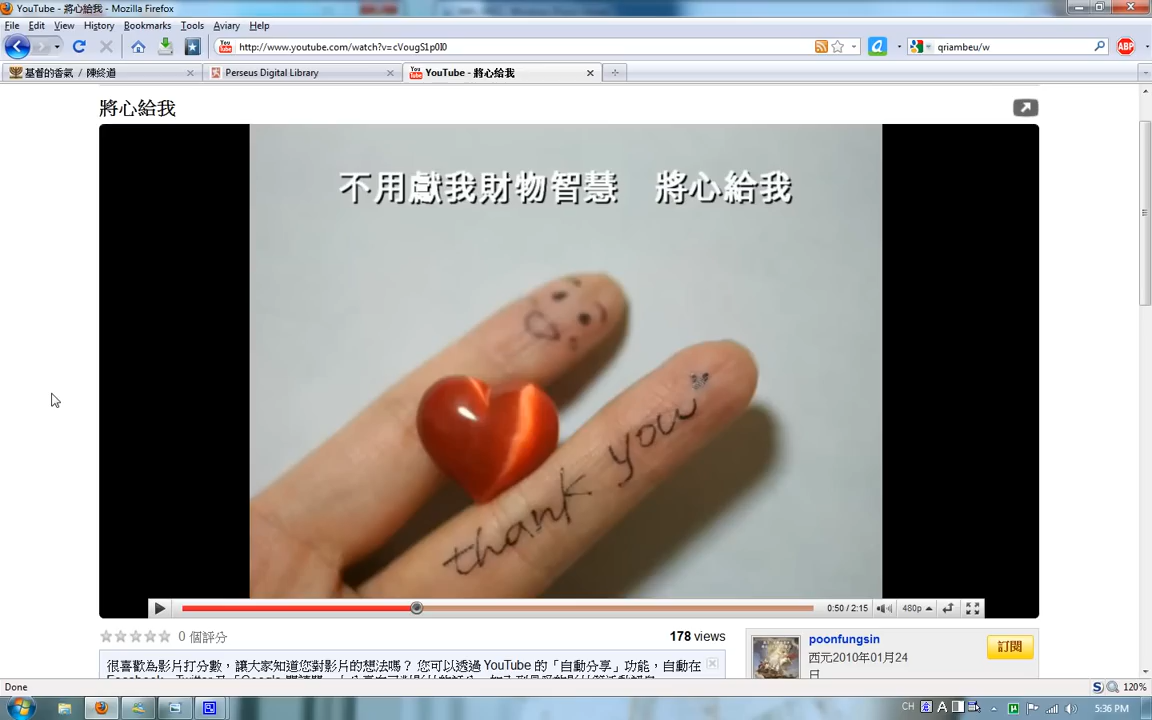 YouTube - 將心給我 - Mozilla Firefox
File Edit View History Bookmarks Tools Aviary Help
http://www.youtube.com/watch?v=cVougS1p0I0
qriambeu/w
ABP
基督的香氣 / 陳終道
Perseus Digital Library
YouTube - 將心給我
將心給我
不用獻我財物智慧 將心給我
thank you
0:50 / 2:15
480p
0 個評分
178 views
poonfungsin
西元2010年01月24
日
訂閱
很喜歡為影片打分數，讓大家知道您對影片的想法嗎？ 您可以透過 YouTube 的「自動分享」功能，自動在
Done
120%
CH
5:36 PM